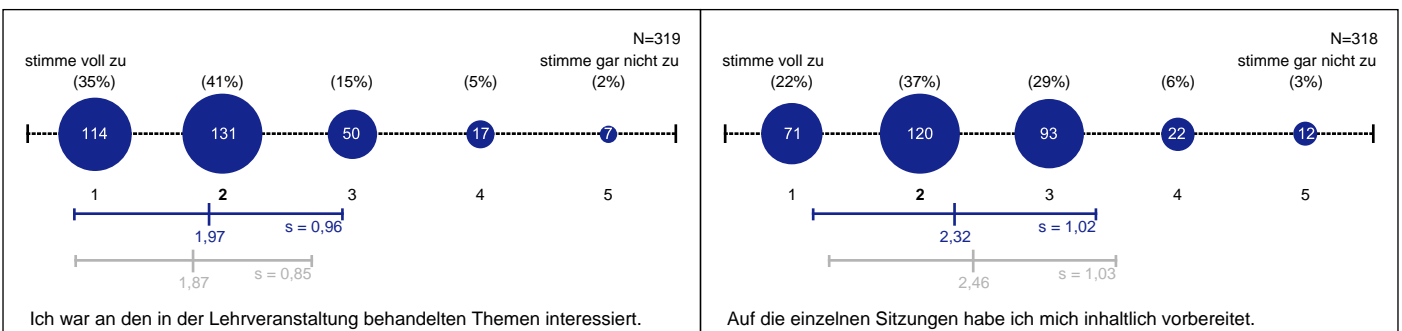 N=319
stimme voll zu stimme gar nicht zu
(35%) (41%) (15%) (5%) (2%)
114 131 50 17 7
1 2 3 4 5
s = 0,96
1,97
s = 0,85
1,87
Ich war an den in der Lehrveranstaltung behandelten Themen interessiert.
N=318
stimme voll zu stimme gar nicht zu
(22%) (37%) (29%) (6%) (3%)
71 120 93 22 12
1 2 3 4 5
s = 1,02
2,32
s = 1,03
2,46
Auf die einzelnen Sitzungen habe ich mich inhaltlich vorbereitet.